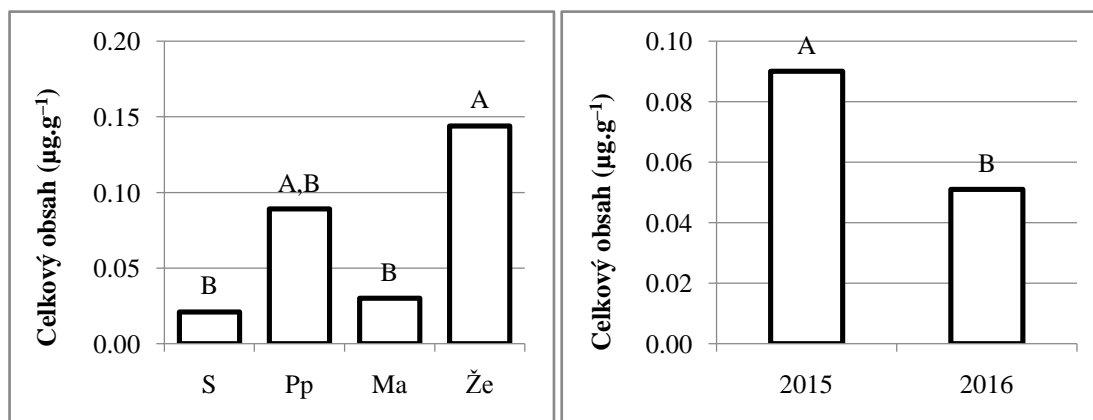 Celkový obsah (µg.g⁻¹)
0.20
0.15
0.10
0.05
0.00
B
A,B
B
A
S Pp Ma Že
Celkový obsah (µg.g⁻¹)
0.10
0.08
0.06
0.04
0.02
0.00
A
B
2015 2016